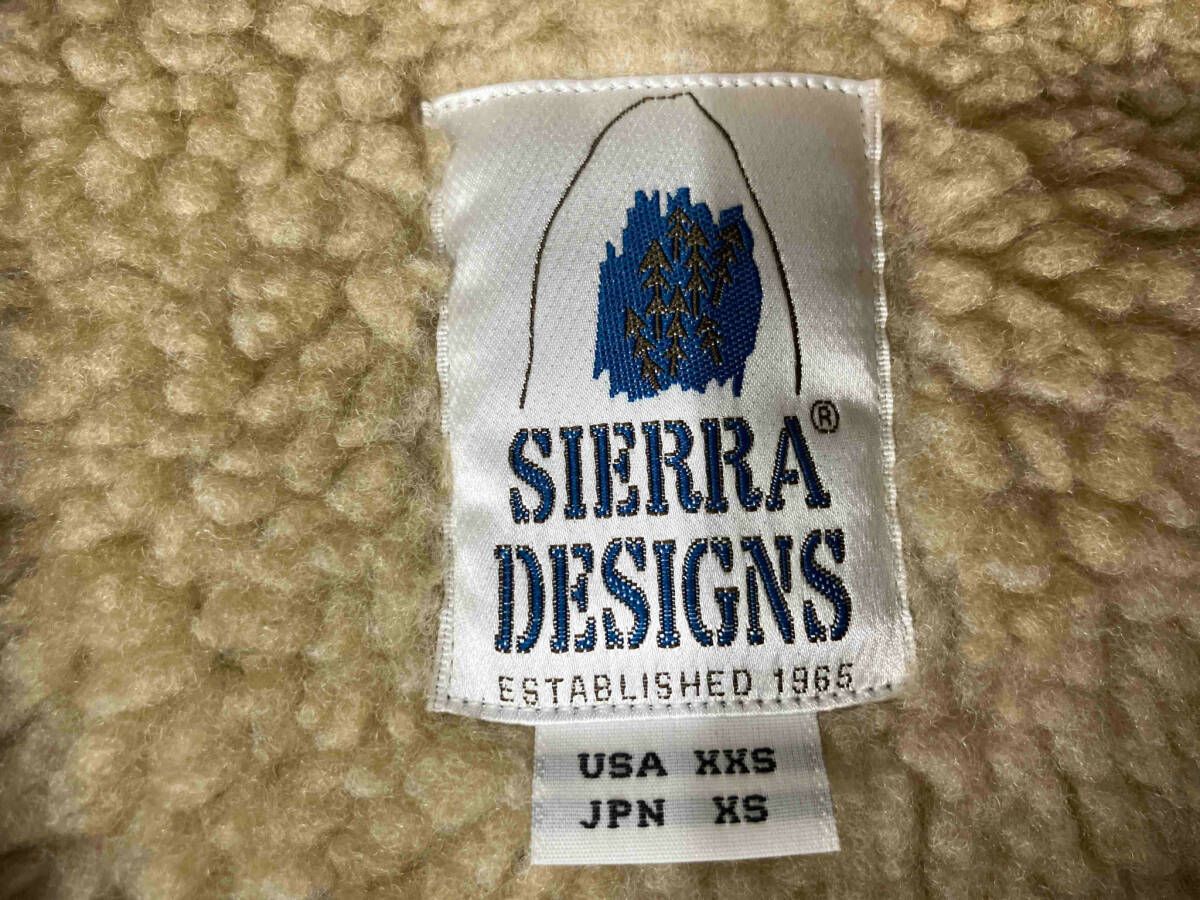 SIERRA®
DESIGNS
ESTABLISHED 1965
USA XXS
JPN XS